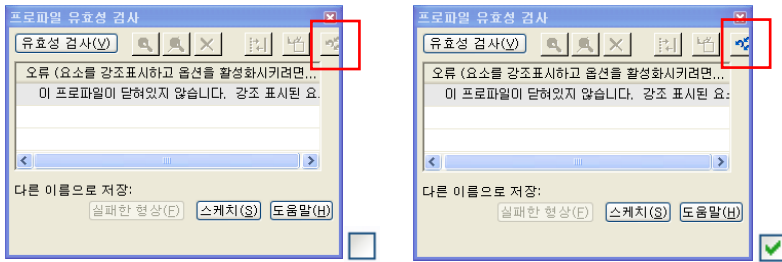 프로파일 유효성 검사
유효성 검사(V)
오류 (요소를 강조표시하고 옵션을 활성화시키려면...
이 프로파일이 닫혀있지 않습니다. 강조 표시된 요.
다른 이름으로 저장:
실패한 형상(F) 스케치(S) 도움말(H)
프로파일 유효성 검사
유효성 검사(V)
오류 (요소를 강조표시하고 옵션을 활성화시키려면...
이 프로파일이 닫혀있지 않습니다. 강조 표시된 요
다른 이름으로 저장:
실패한 형상(F) 스케치(S) 도움말(H)